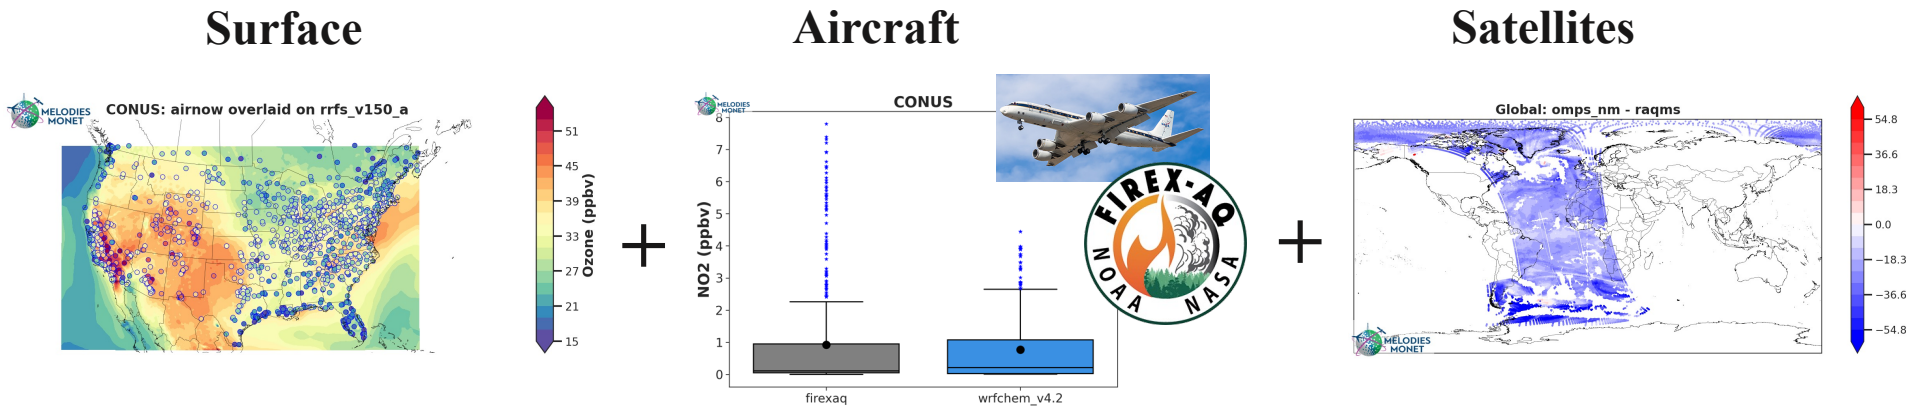 Surface
Aircraft
Satellites
MELODIES
MONET
CONUS: airnow overlaid on rrfs_v150_a
51
45
39
33
27
21
15
Ozone (ppbv)
+
MELODIES
MONET
CONUS
8
7
6
5
4
3
2
1
0
NO2 (ppbv)
firexaq
wrfchem_v4.2
FIREX-AQ
NOAA
NASA
+
Global: omps_nm - raqms
54.8
36.6
18.3
0.0
−18.3
−36.6
−54.8
MELODIES
MONET